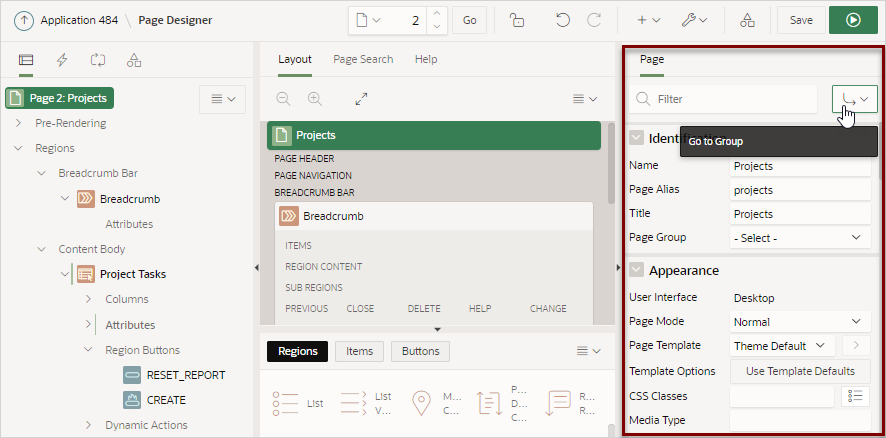 Application 484 \ Page Designer
2
Go
Save
Page 2: Projects
Pre-Rendering
Regions
Breadcrumb Bar
Breadcrumb
Attributes
Content Body
Project Tasks
Columns
Attributes
Region Buttons
RESET_REPORT
CREATE
Dynamic Actions
Layout Page Search Help
Projects
PAGE HEADER
PAGE NAVIGATION
BREADCRUMB BAR
Breadcrumb
ITEMS
REGION CONTENT
SUB REGIONS
PREVIOUS CLOSE DELETE HELP CHANGE
Regions Items Buttons
List List M... P... R...
V... C... D... R...
C...
Page
Filter
Go to Group
Name Projects
Page Alias projects
Title Projects
Page Group - Select -
Appearance
User Interface Desktop
Page Mode Normal
Page Template Theme Default
Template Options Use Template Defaults
CSS Classes
Media Type